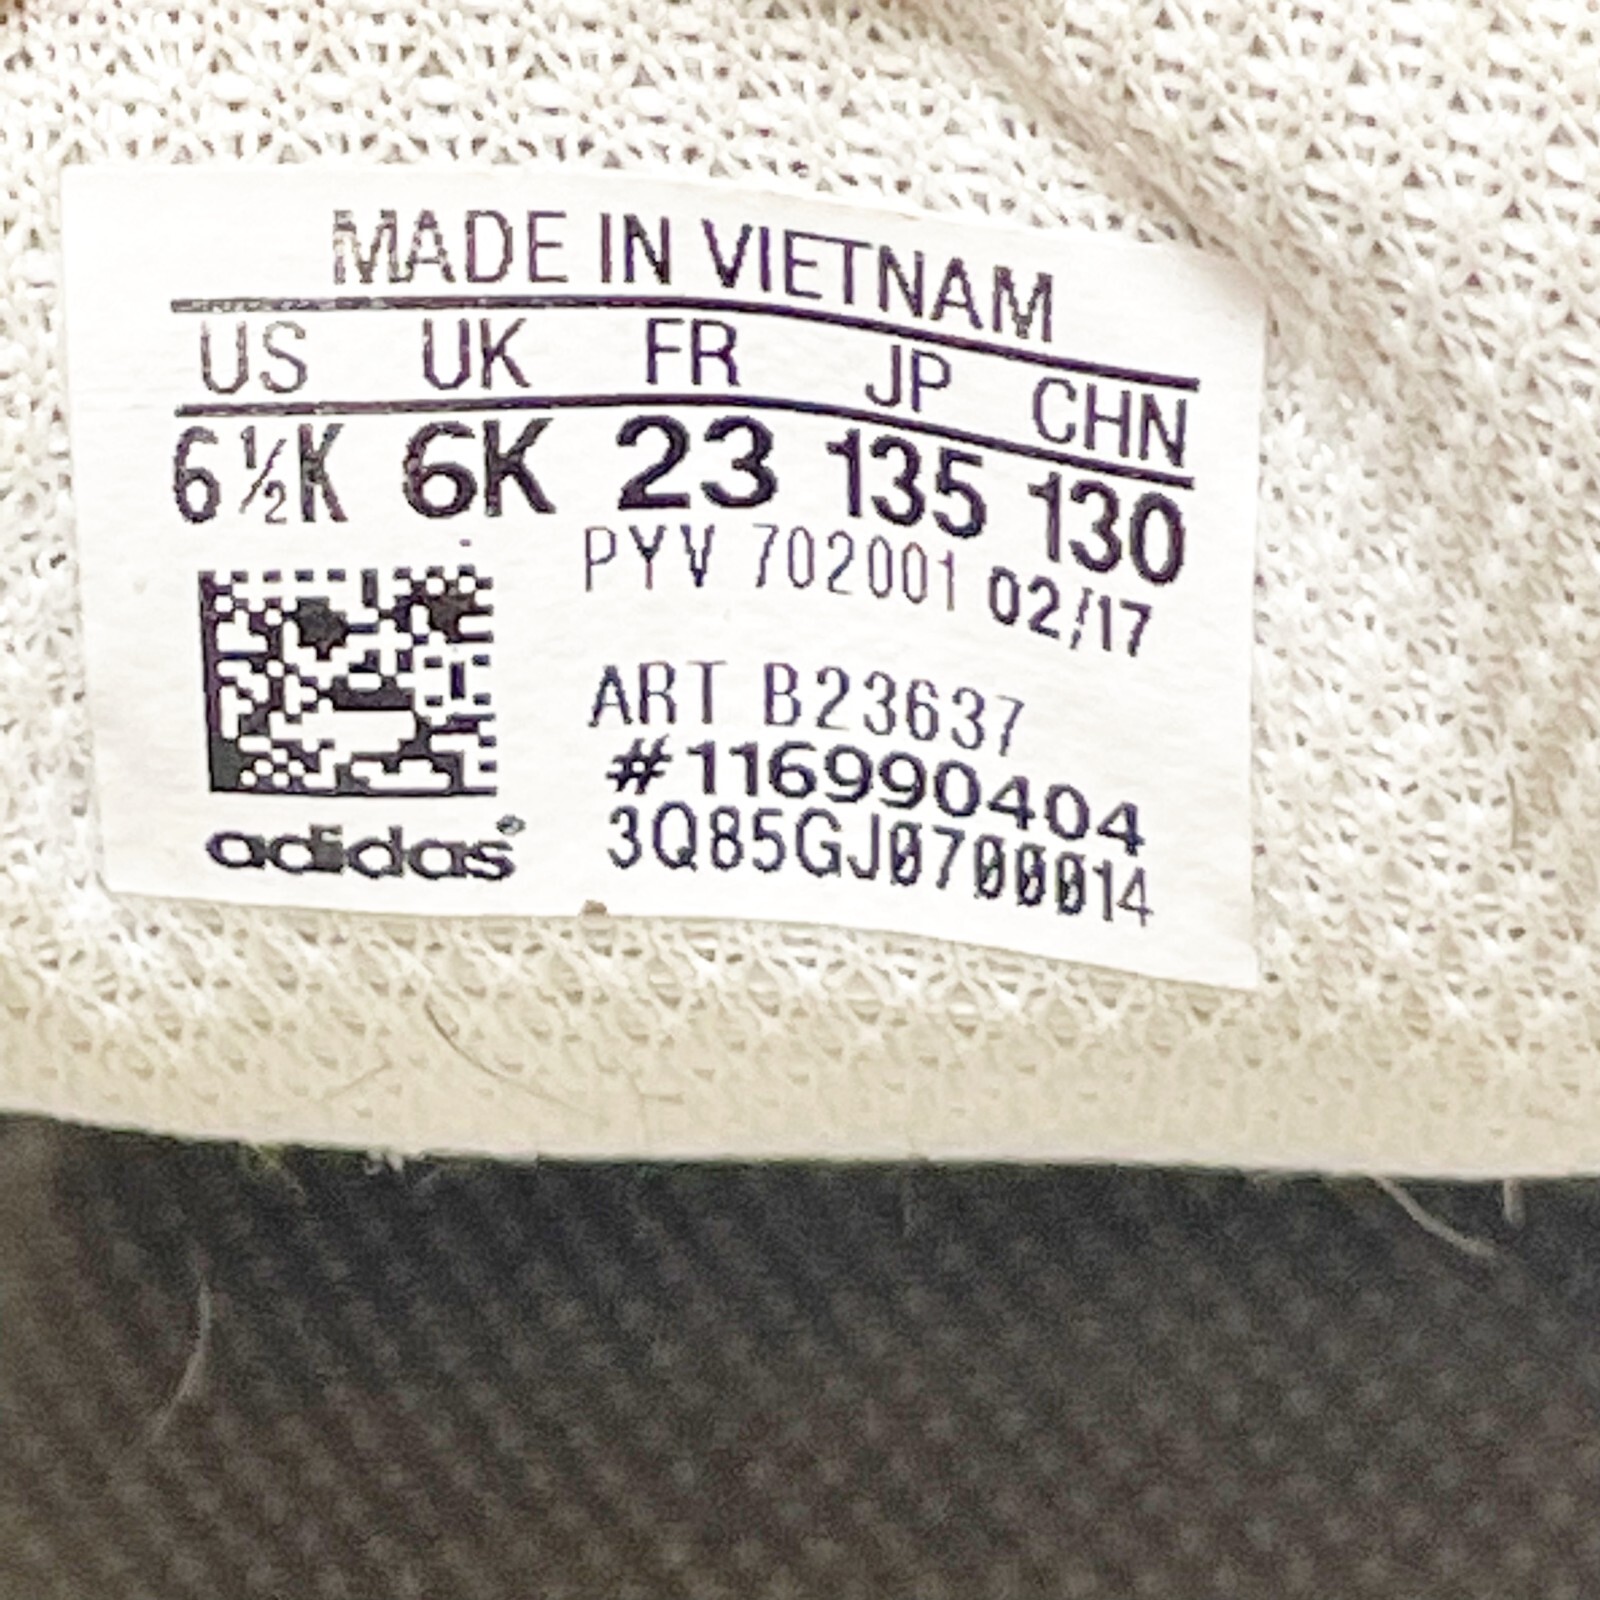 MADE IN VIETNAM
US UK FR JP CHN
6½K 6K 23 135 130
PYV 702001 02/17
ART B23637
#116990404
3Q85GJ0700014
adidas®